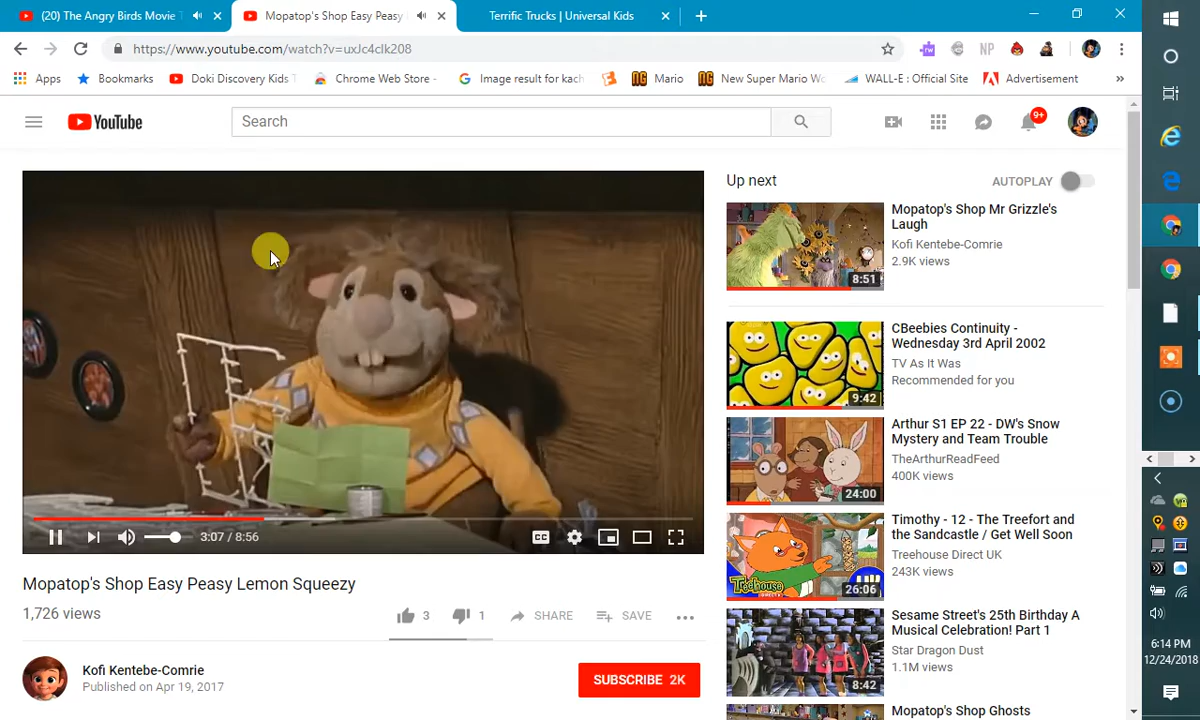 (20) The Angry Birds Movie
Mopatop's Shop Easy Peasy
Terrific Trucks | Universal Kids
https://www.youtube.com/watch?v=uxJc4clk208
NP
Apps
Bookmarks
Doki Discovery Kids
Chrome Web Store -
Image result for kach
Mario
New Super Mario Wo
WALL-E : Official Site
Advertisement
YouTube
Search
9+
Up next
AUTOPLAY
Mopatop's Shop Mr Grizzle's
Laugh
Kofi Kentebe-Comrie
2.9K views
8:51
CBeebies Continuity -
Wednesday 3rd April 2002
TV As It Was
Recommended for you
9:42
Arthur S1 EP 22 - DW's Snow
Mystery and Team Trouble
TheArthurReadFeed
400K views
24:00
Timothy - 12 - The Treefort and
the Sandcastle / Get Well Soon
Treehouse Direct UK
243K views
Treehouse
26:06
Sesame Street's 25th Birthday A
Musical Celebration! Part 1
Star Dragon Dust
1.1M views
8:42
Mopatop's Shop Ghosts
3:07 / 8:56
CC
Mopatop's Shop Easy Peasy Lemon Squeezy
1,726 views
3
1
SHARE
SAVE
Kofi Kentebe-Comrie
Published on Apr 19, 2017
SUBSCRIBE 2K
6:14 PM
12/24/2018